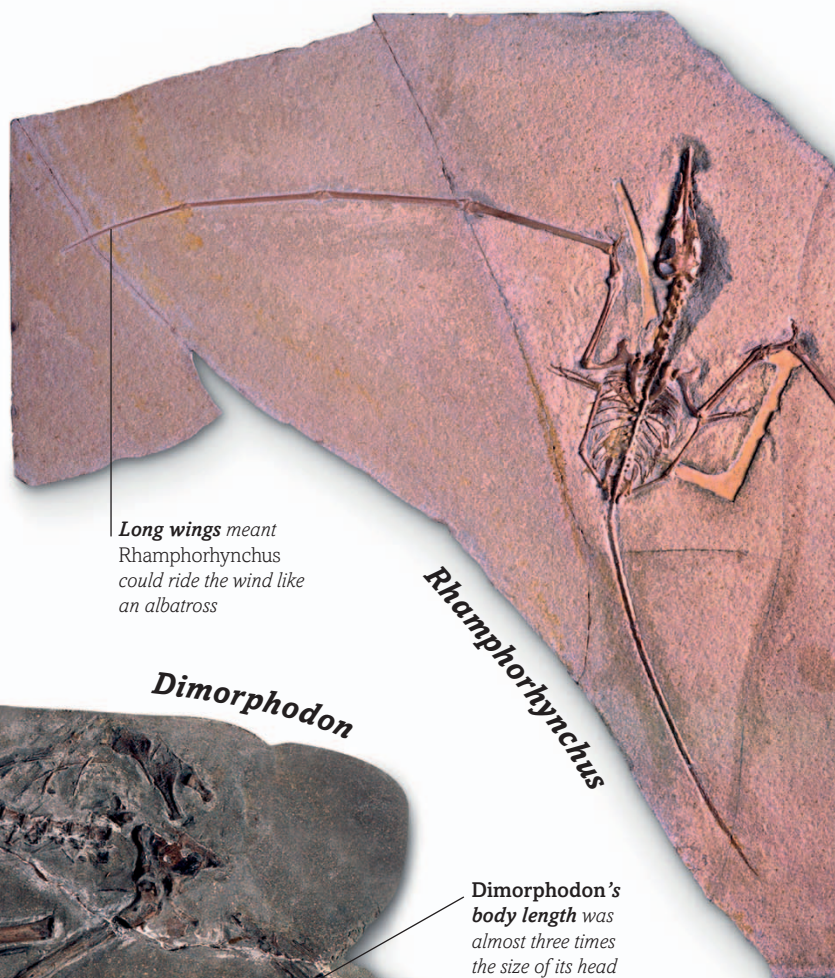 Long wings meant
Rhamphorhynchus
could ride the wind like
an albatross
Rhamphorhynchus
Dimorphodon
Dimorphodon's
body length was
almost three times
the size of its head